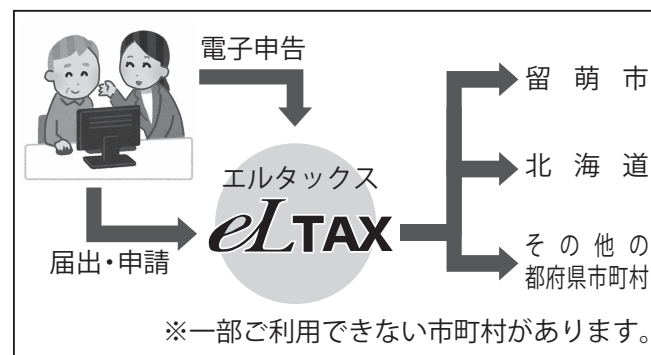 電子申告
留萌市
エルタックス
eLTAX
北海道
届出・申請
その他の
都府県市町村
※一部ご利用できない市町村があります。